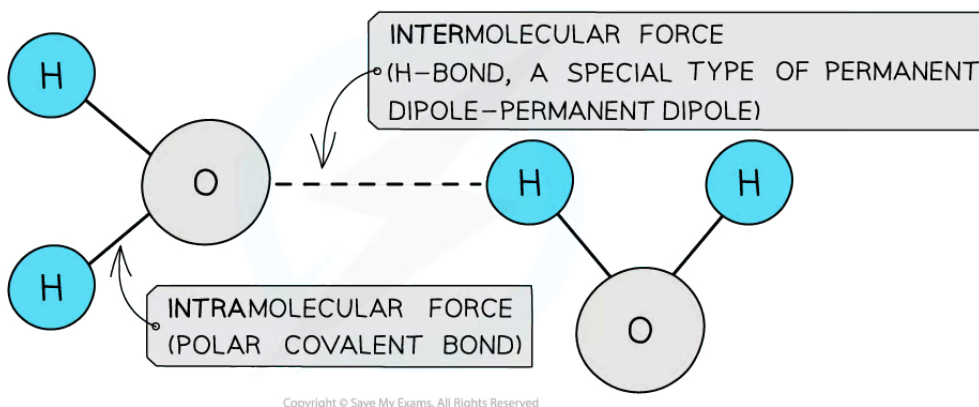 INTERMOLECULAR FORCE
(H-BOND, A SPECIAL TYPE OF PERMANENT
DIPOLE-PERMANENT DIPOLE)
H
O
H
H
H
INTRAMOLECULAR FORCE
(POLAR COVALENT BOND)
O
Copyright © Save My Exams. All Rights Reserved